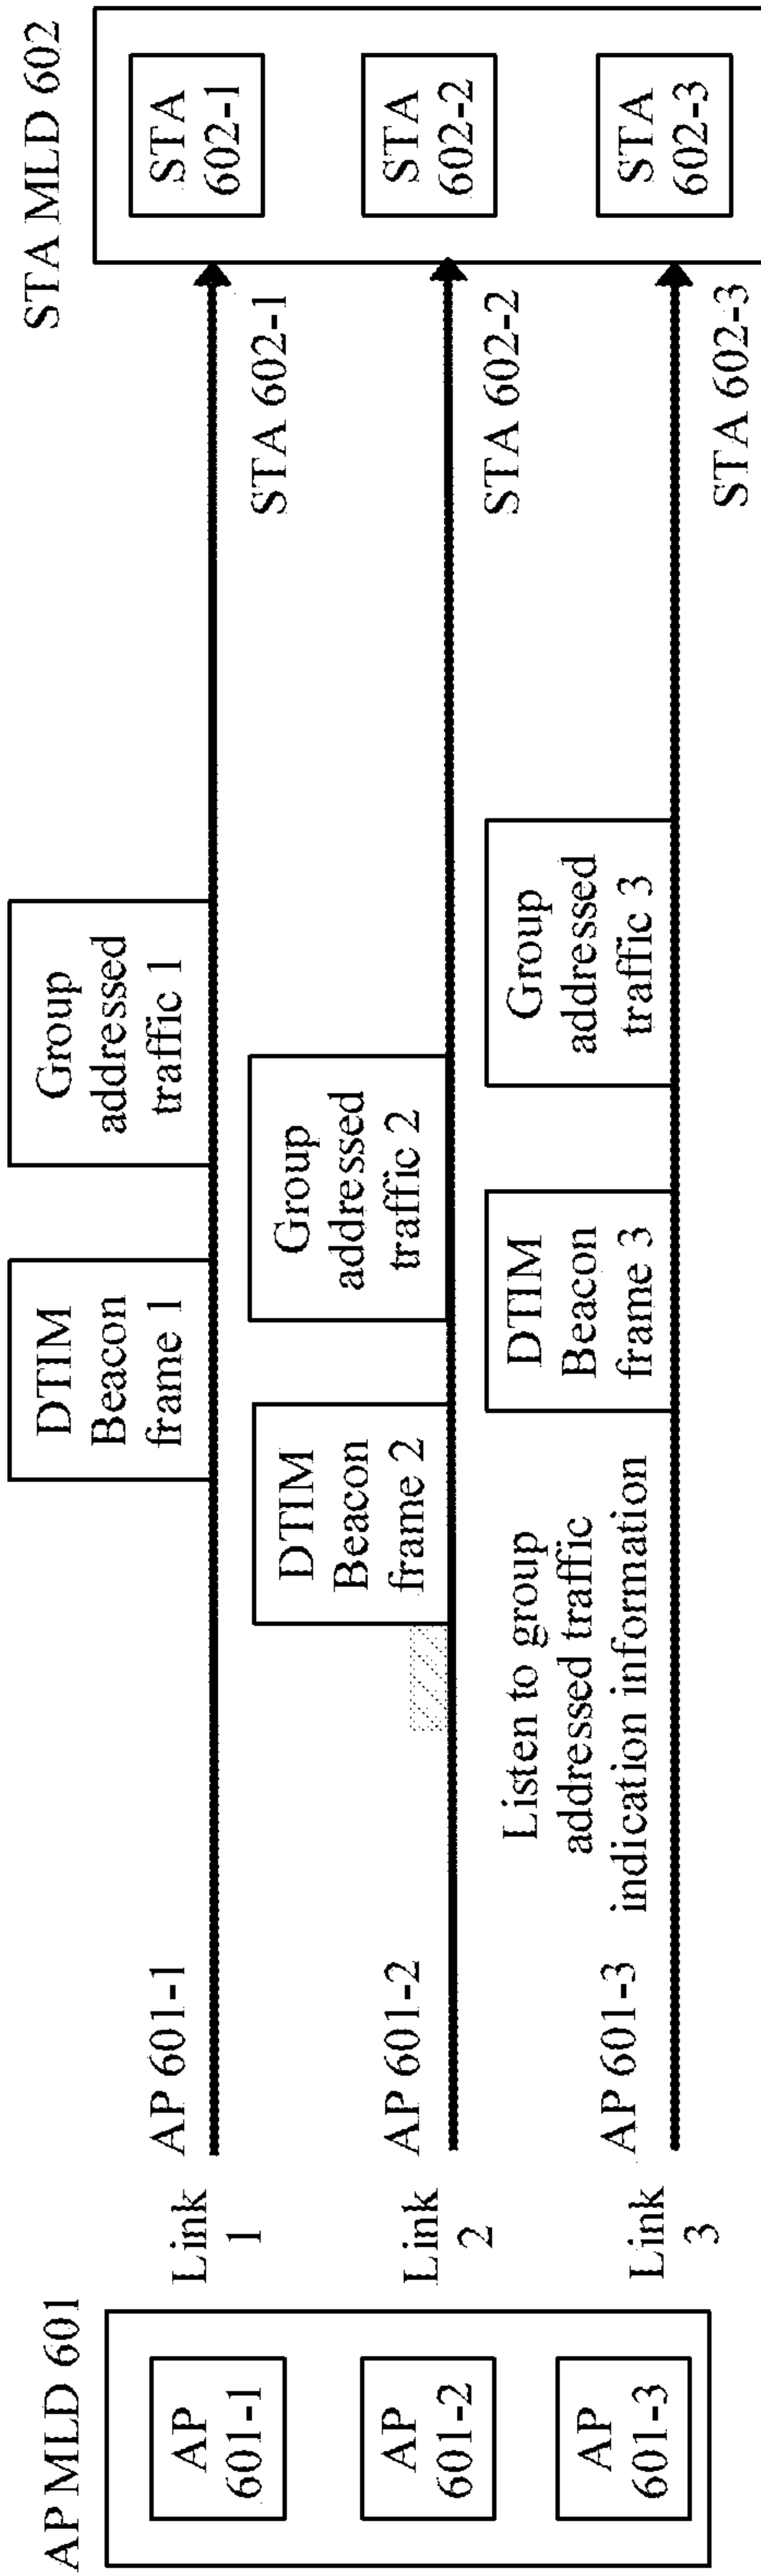 AP MLD 601
AP
601-1
AP
601-2
AP
601-3
Link
1
AP 601-1
DTIM
Beacon
frame 1
Group
addressed
traffic 1
STA 602-1
Link
2
AP 601-2
DTIM
Beacon
frame 2
Group
addressed
traffic 2
STA 602-2
Link
3
AP 601-3
Listen to group
addressed traffic
indication information
DTIM
Beacon
frame 3
Group
addressed
traffic 3
STA 602-3
STA MLD 602
STA
602-1
STA
602-2
STA
602-3